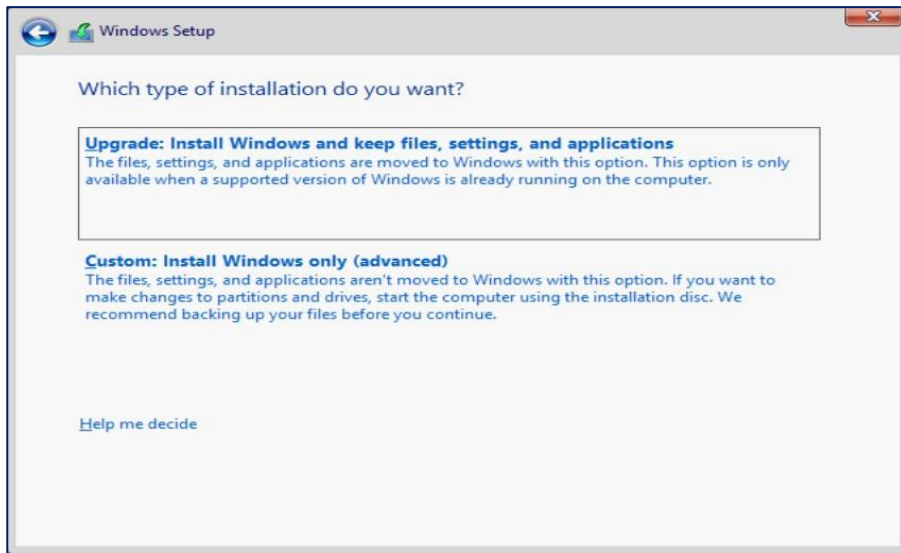 Windows Setup
Which type of installation do you want?
Upgrade: Install Windows and keep files, settings, and applications
The files, settings, and applications are moved to Windows with this option. This option is only
available when a supported version of Windows is already running on the computer.
Custom: Install Windows only (advanced)
The files, settings, and applications aren't moved to Windows with this option. If you want to
make changes to partitions and drives, start the computer using the installation disc. We
recommend backing up your files before you continue.
Help me decide